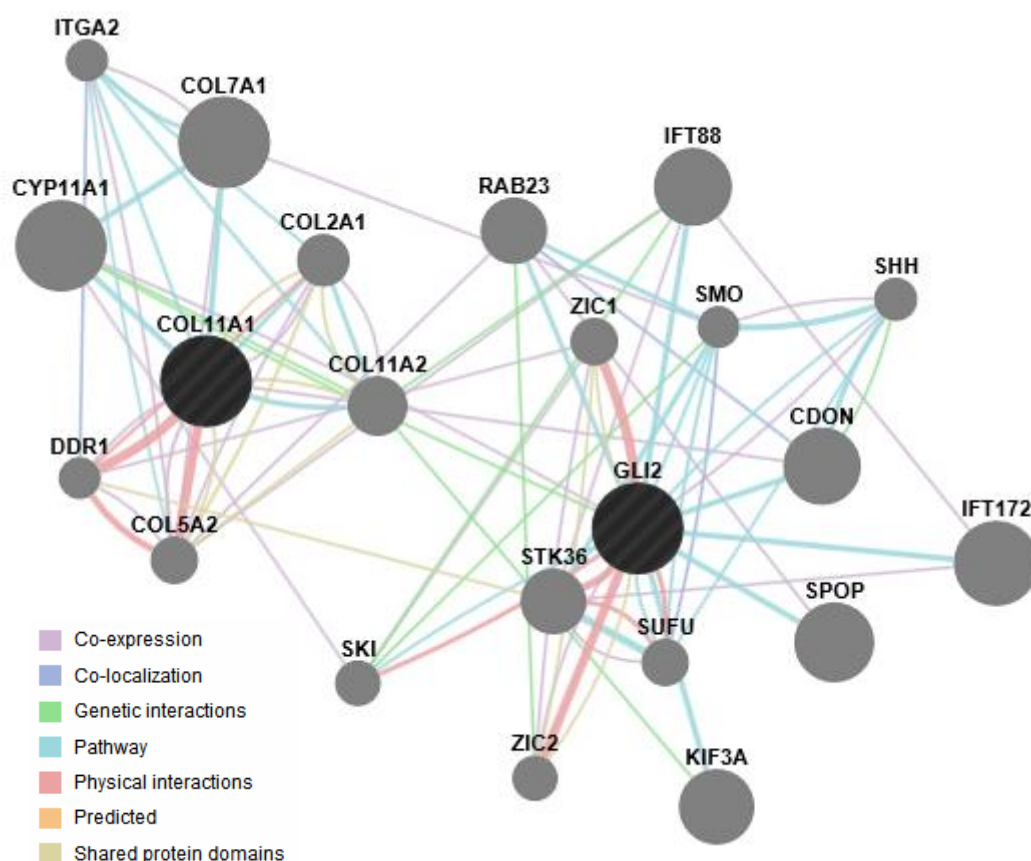 ITGA2
COL7A1
IFT88
CYP11A1
RAB23
COL2A1
SHH
ZIC1
SMO
COL11A1
COL11A2
CDON
DDR1
GLI2
IFT172
COL5A2
STK36
SPOP
SUFU
SKI
ZIC2
KIF3A
Co-expression
Co-localization
Genetic interactions
Pathway
Physical interactions
Predicted
Shared protein domains